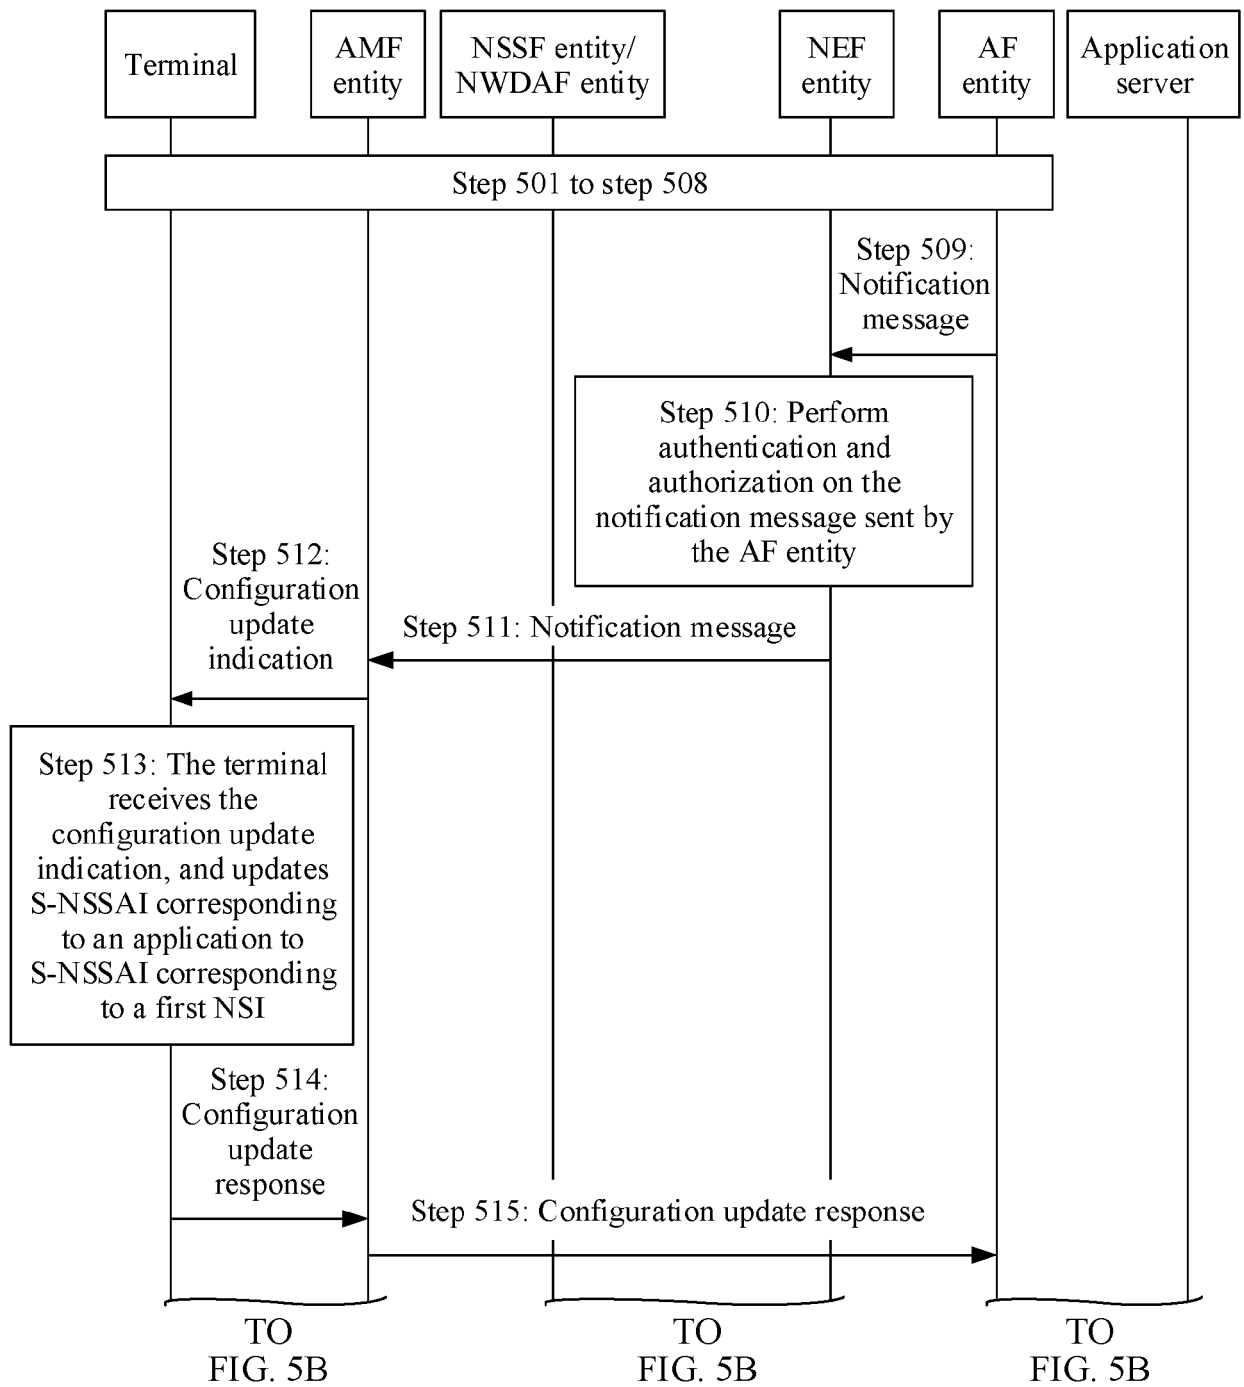 Terminal
AMF
entity
NSSF entity/
NWDAF entity
NEF
entity
AF
entity
Application
server
Step 501 to step 508
Step 509:
Notification
message
Step 510: Perform
authentication and
authorization on the
notification message sent by
the AF entity
Step 511: Notification message
Step 512:
Configuration
update
indication
Step 513: The terminal
receives the
configuration update
indication, and updates
S-NSSAI corresponding
to an application to
S-NSSAI corresponding
to a first NSI
Step 514:
Configuration
update
response
Step 515: Configuration update response
TO
FIG. 5B
TO
FIG. 5B
TO
FIG. 5B